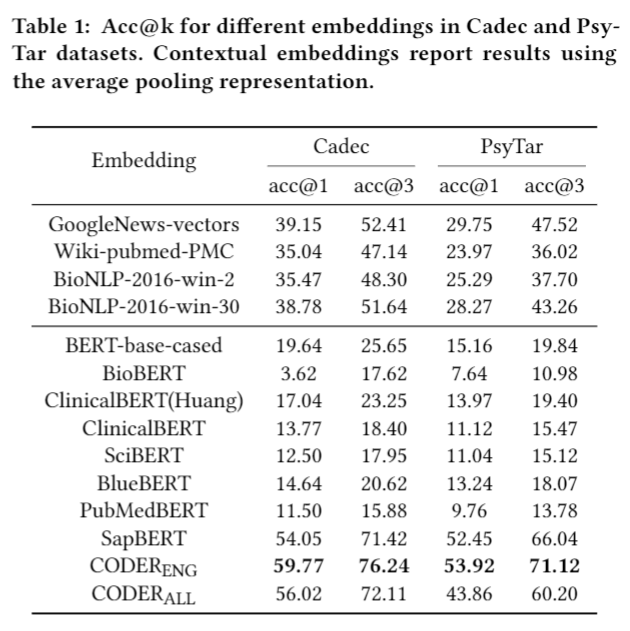 Table 1: Acc@k for different embeddings in Cadec and Psy-
Tar datasets. Contextual embeddings report results using
the average pooling representation.
Embedding Cadec PsyTar
acc@1 acc@3 acc@1 acc@3
GoogleNews-vectors 39.15 52.41 29.75 47.52
Wiki-pubmed-PMC 35.04 47.14 23.97 36.02
BioNLP-2016-win-2 35.47 48.30 25.29 37.70
BioNLP-2016-win-30 38.78 51.64 28.27 43.26
BERT-base-cased 19.64 25.65 15.16 19.84
BioBERT 3.62 17.62 7.64 10.98
ClinicalBERT(Huang) 17.04 23.25 13.97 19.40
ClinicalBERT 13.77 18.40 11.12 15.47
SciBERT 12.50 17.95 11.04 15.12
BlueBERT 14.64 20.62 13.24 18.07
PubMedBERT 11.50 15.88 9.76 13.78
SapBERT 54.05 71.42 52.45 66.04
CODERENG 59.77 76.24 53.92 71.12
CODERALL 56.02 72.11 43.86 60.20